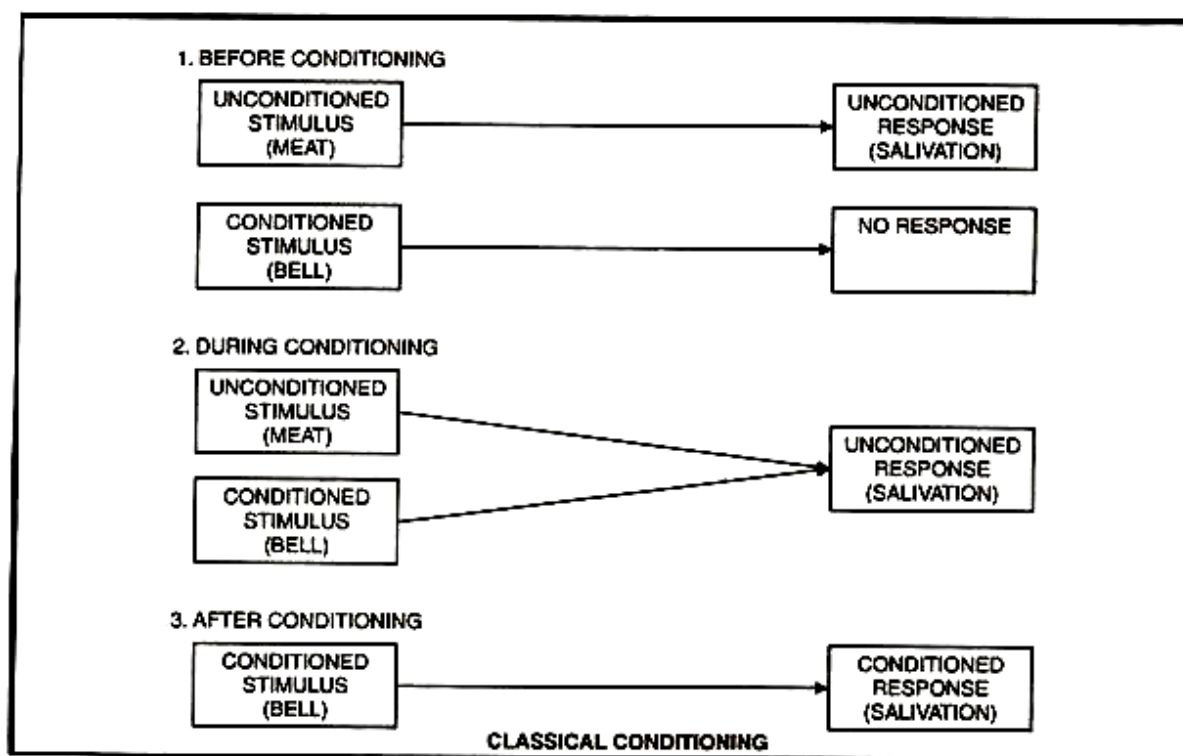 1. BEFORE CONDITIONING
UNCONDITIONED
STIMULUS
(MEAT)
UNCONDITIONED
RESPONSE
(SALIVATION)
CONDITIONED
STIMULUS
(BELL)
NO RESPONSE
2. DURING CONDITIONING
UNCONDITIONED
STIMULUS
(MEAT)
CONDITIONED
STIMULUS
(BELL)
UNCONDITIONED
RESPONSE
(SALIVATION)
3. AFTER CONDITIONING
CONDITIONED
STIMULUS
(BELL)
CONDITIONED
RESPONSE
(SALIVATION)
CLASSICAL CONDITIONING